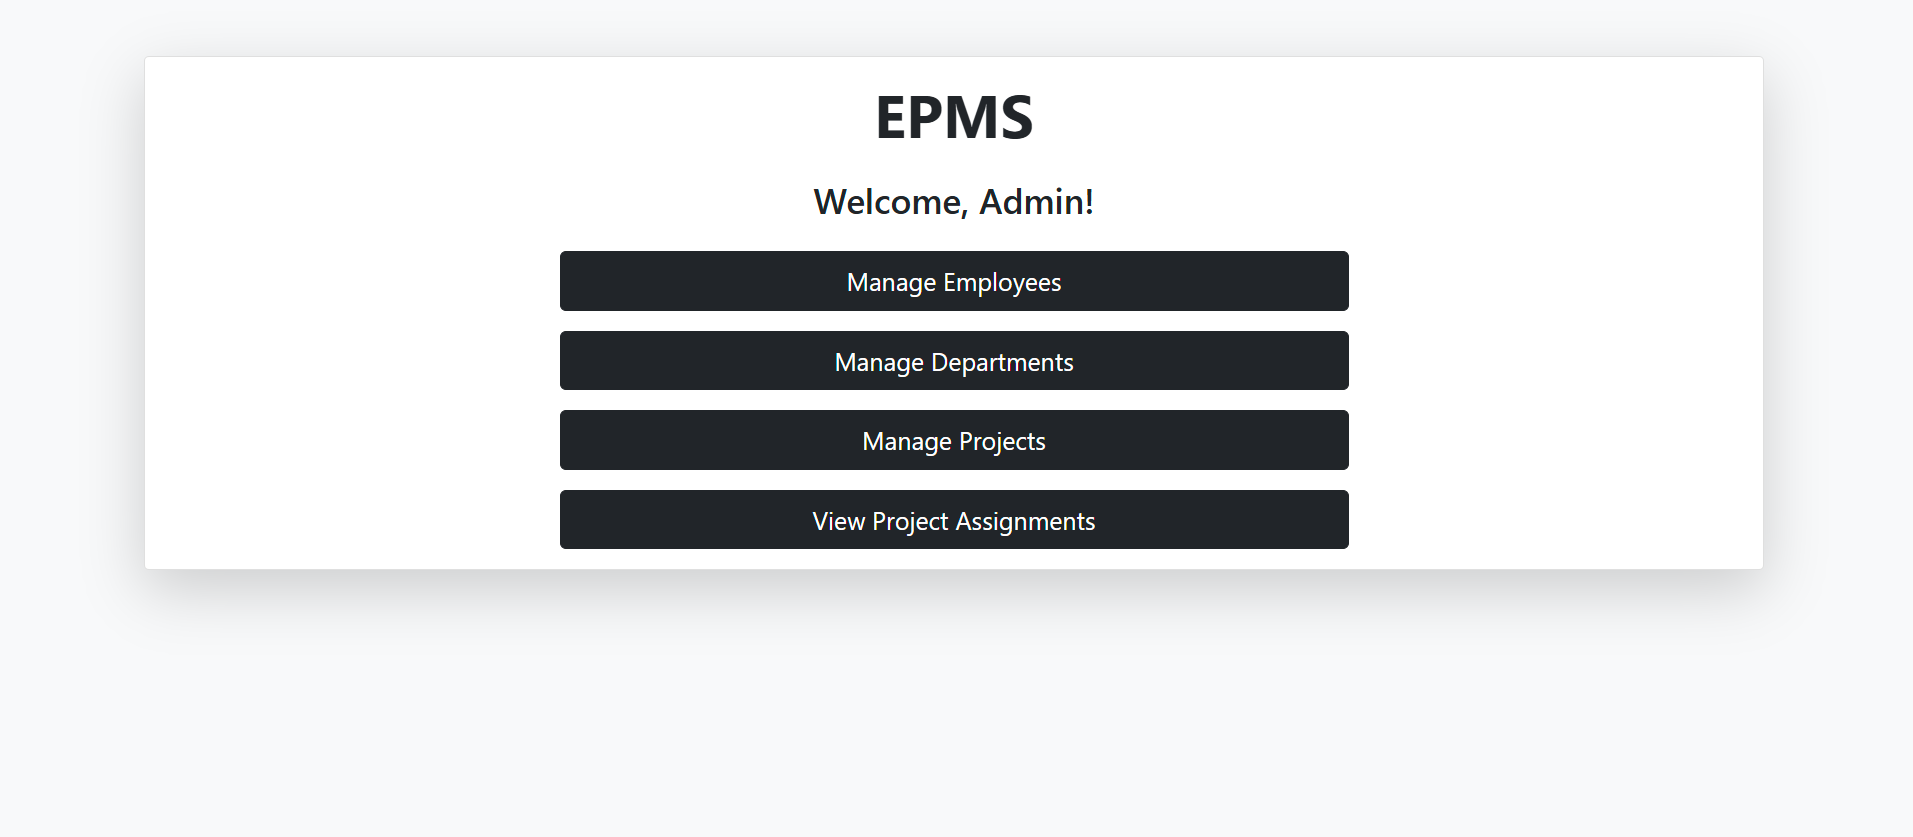 EPMS
Welcome, Admin!
Manage Employees
Manage Departments
Manage Projects
View Project Assignments